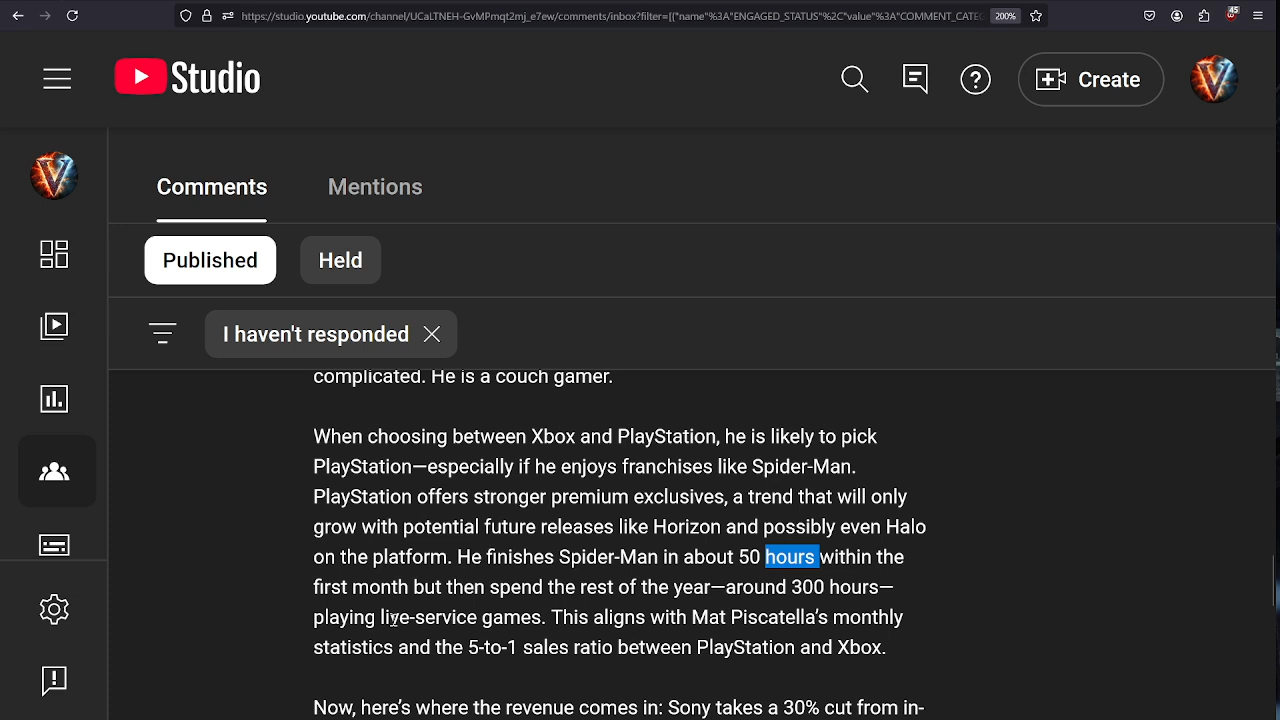 https://studio.youtube.com/channel/UCaLTNEH-GvMPmqt2mj_e7ew/comments/inbox?filter=[{"name"%3A"ENGAGED_STATUS"%2C"value"%3A"COMMENT_CATEG
200%
45
Studio
Create
Comments
Mentions
Published
Held
I haven't responded
complicated. He is a couch gamer.
When choosing between Xbox and PlayStation, he is likely to pick
PlayStation—especially if he enjoys franchises like Spider-Man.
PlayStation offers stronger premium exclusives, a trend that will only
grow with potential future releases like Horizon and possibly even Halo
on the platform. He finishes Spider-Man in about 50 hours within the
first month but then spend the rest of the year—around 300 hours—
playing live-service games. This aligns with Mat Piscatella's monthly
statistics and the 5-to-1 sales ratio between PlayStation and Xbox.
Now, here's where the revenue comes in: Sony takes a 30% cut from in-